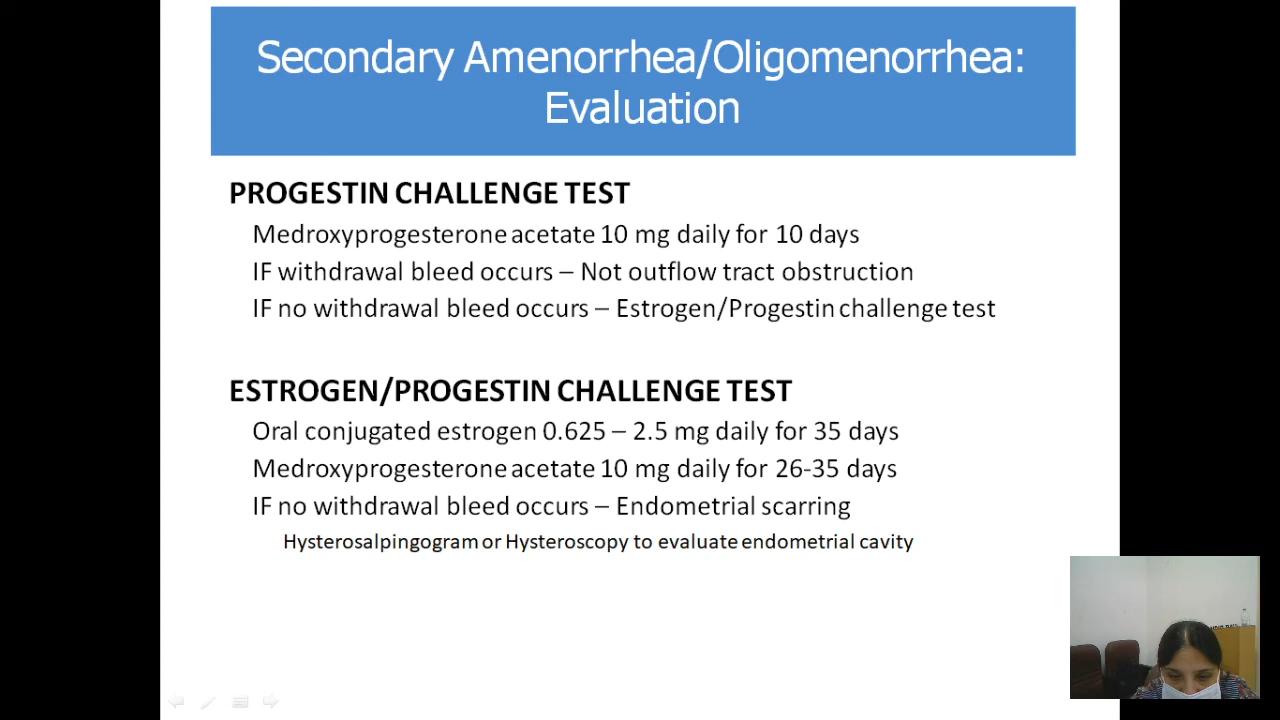 Secondary Amenorrhea/Oligomenorrhea:
Evaluation
PROGESTIN CHALLENGE TEST
Medroxyprogesterone acetate 10 mg daily for 10 days
IF withdrawal bleed occurs – Not outflow tract obstruction
IF no withdrawal bleed occurs – Estrogen/Progestin challenge test
ESTROGEN/PROGESTIN CHALLENGE TEST
Oral conjugated estrogen 0.625 – 2.5 mg daily for 35 days
Medroxyprogesterone acetate 10 mg daily for 26-35 days
IF no withdrawal bleed occurs – Endometrial scarring
Hysterosalpingogram or Hysteroscopy to evaluate endometrial cavity